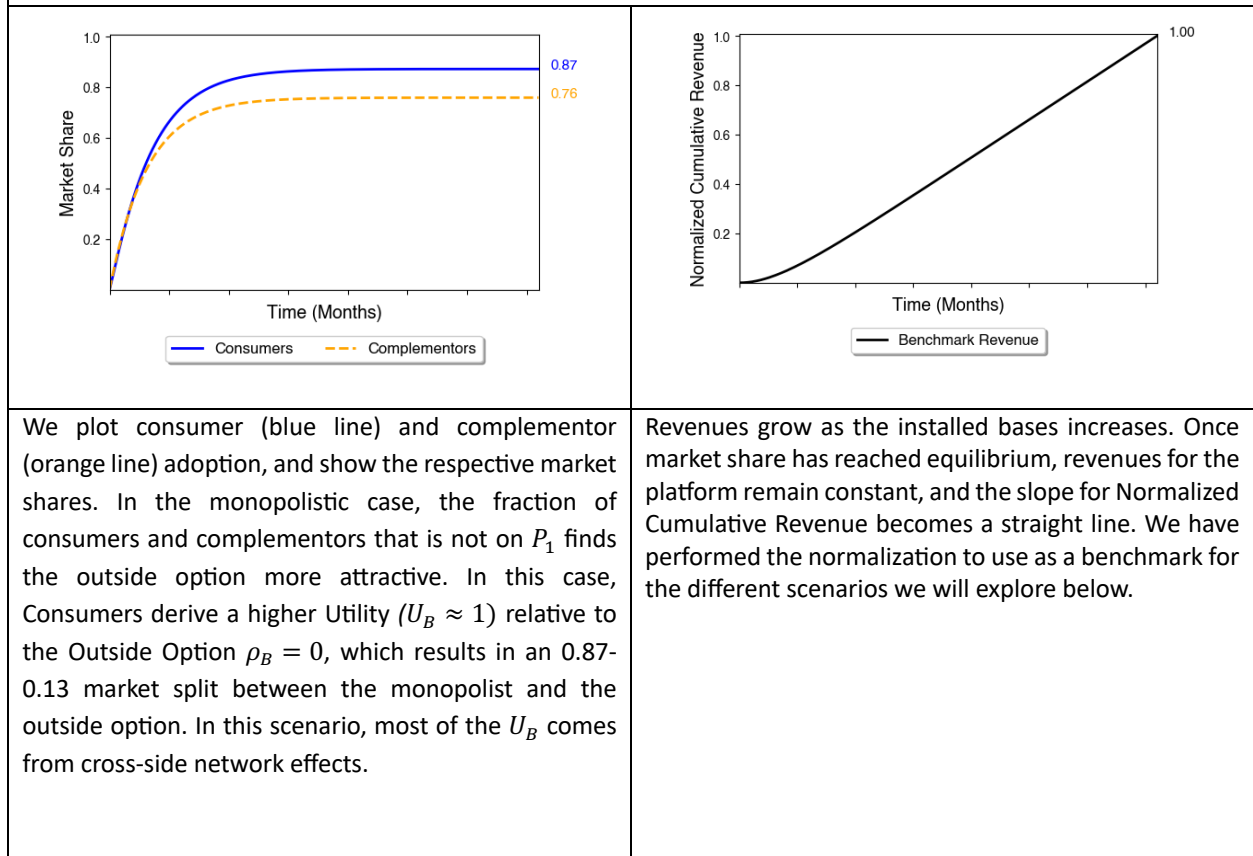 1.0
0.8
0.6
0.4
0.2
Market Share
0.87
0.76
Time (Months)
Consumers
Complementors
1.0
0.8
0.6
0.4
0.2
Normalized Cumulative Revenue
1.00
Time (Months)
Benchmark Revenue
We plot consumer (blue line) and complementor
(orange line) adoption, and show the respective market
shares. In the monopolistic case, the fraction of
consumers and complementors that is not on P₁ finds
the outside option more attractive. In this case,
Consumers derive a higher Utility (U_B ≈ 1) relative to
the Outside Option ρ_B = 0, which results in an 0.87-
0.13 market split between the monopolist and the
outside option. In this scenario, most of the U_B comes
from cross-side network effects.
Revenues grow as the installed bases increases. Once
market share has reached equilibrium, revenues for the
platform remain constant, and the slope for Normalized
Cumulative Revenue becomes a straight line. We have
performed the normalization to use as a benchmark for
the different scenarios we will explore below.